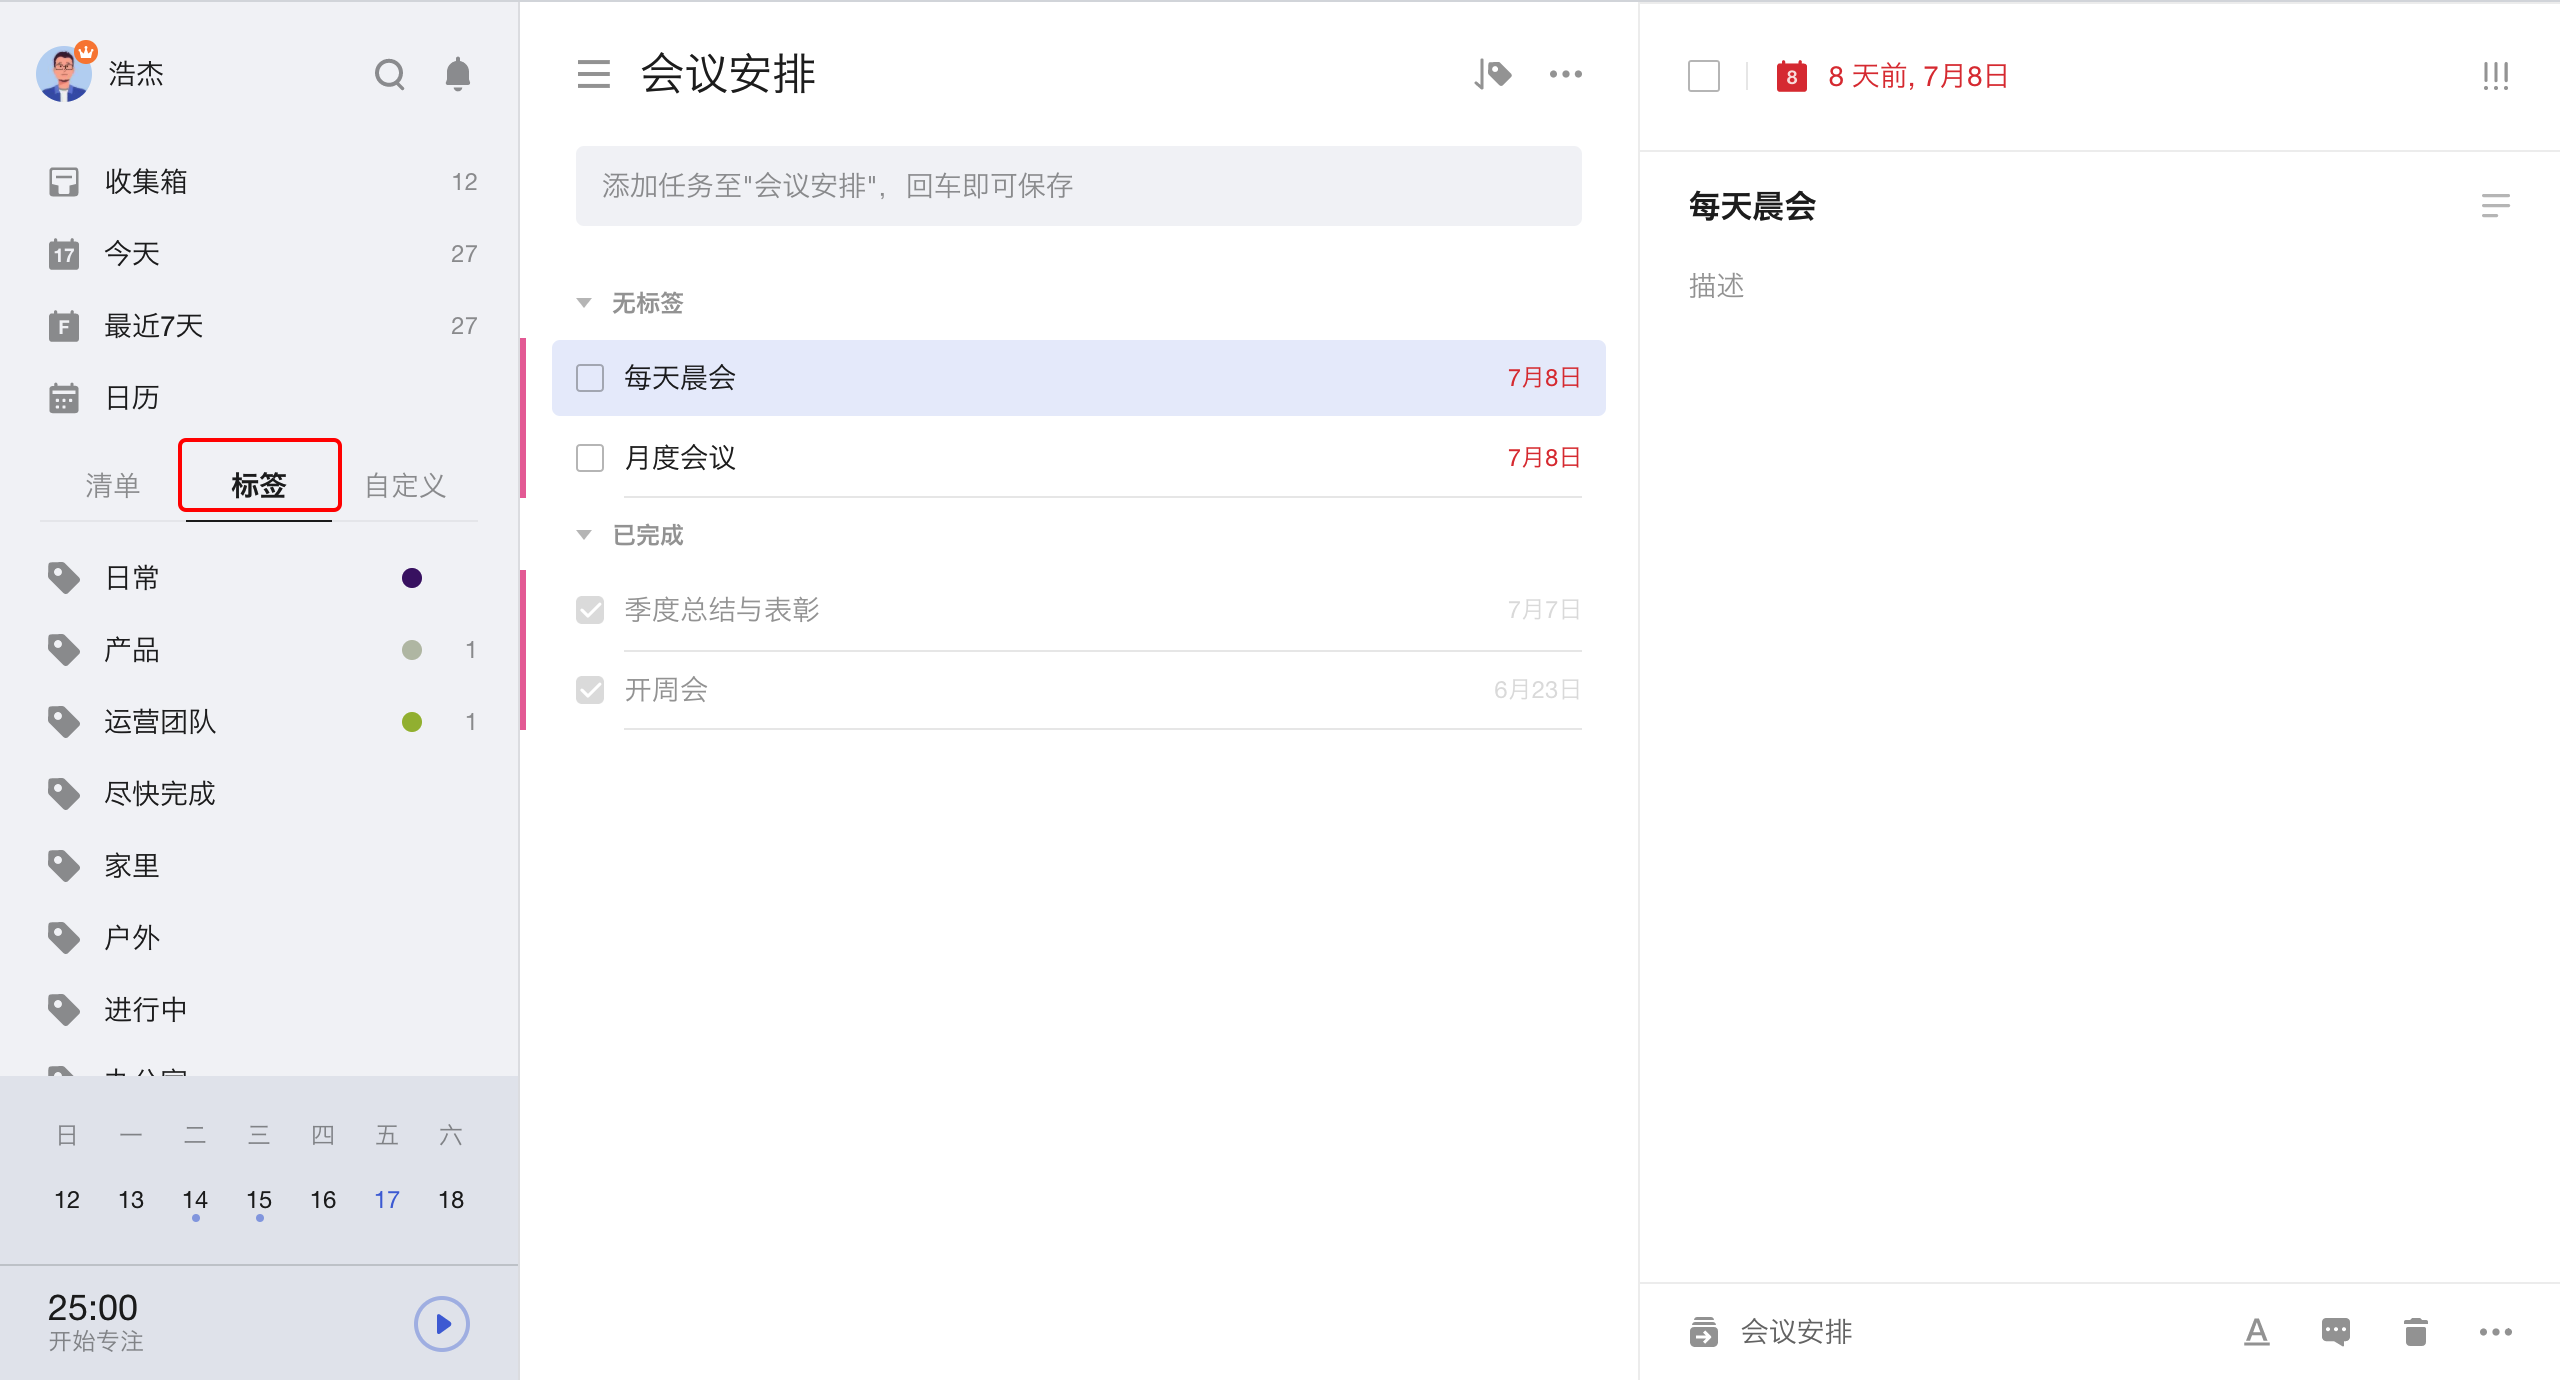 浩杰
收集箱 12
17 今天 27
F 最近7天 27
日历
清单 标签 自定义
日常
产品 1
运营团队 1
尽快完成
家里
户外
进行中
日 一 二 三 四 五 六
12 13 14 15 16 17 18
25:00
开始专注
会议安排
添加任务至"会议安排"，回车即可保存
无标签
每天晨会 7月8日
月度会议 7月8日
已完成
季度总结与表彰 7月7日
开周会 6月23日
8 8 天前, 7月8日
每天晨会
描述
会议安排 A